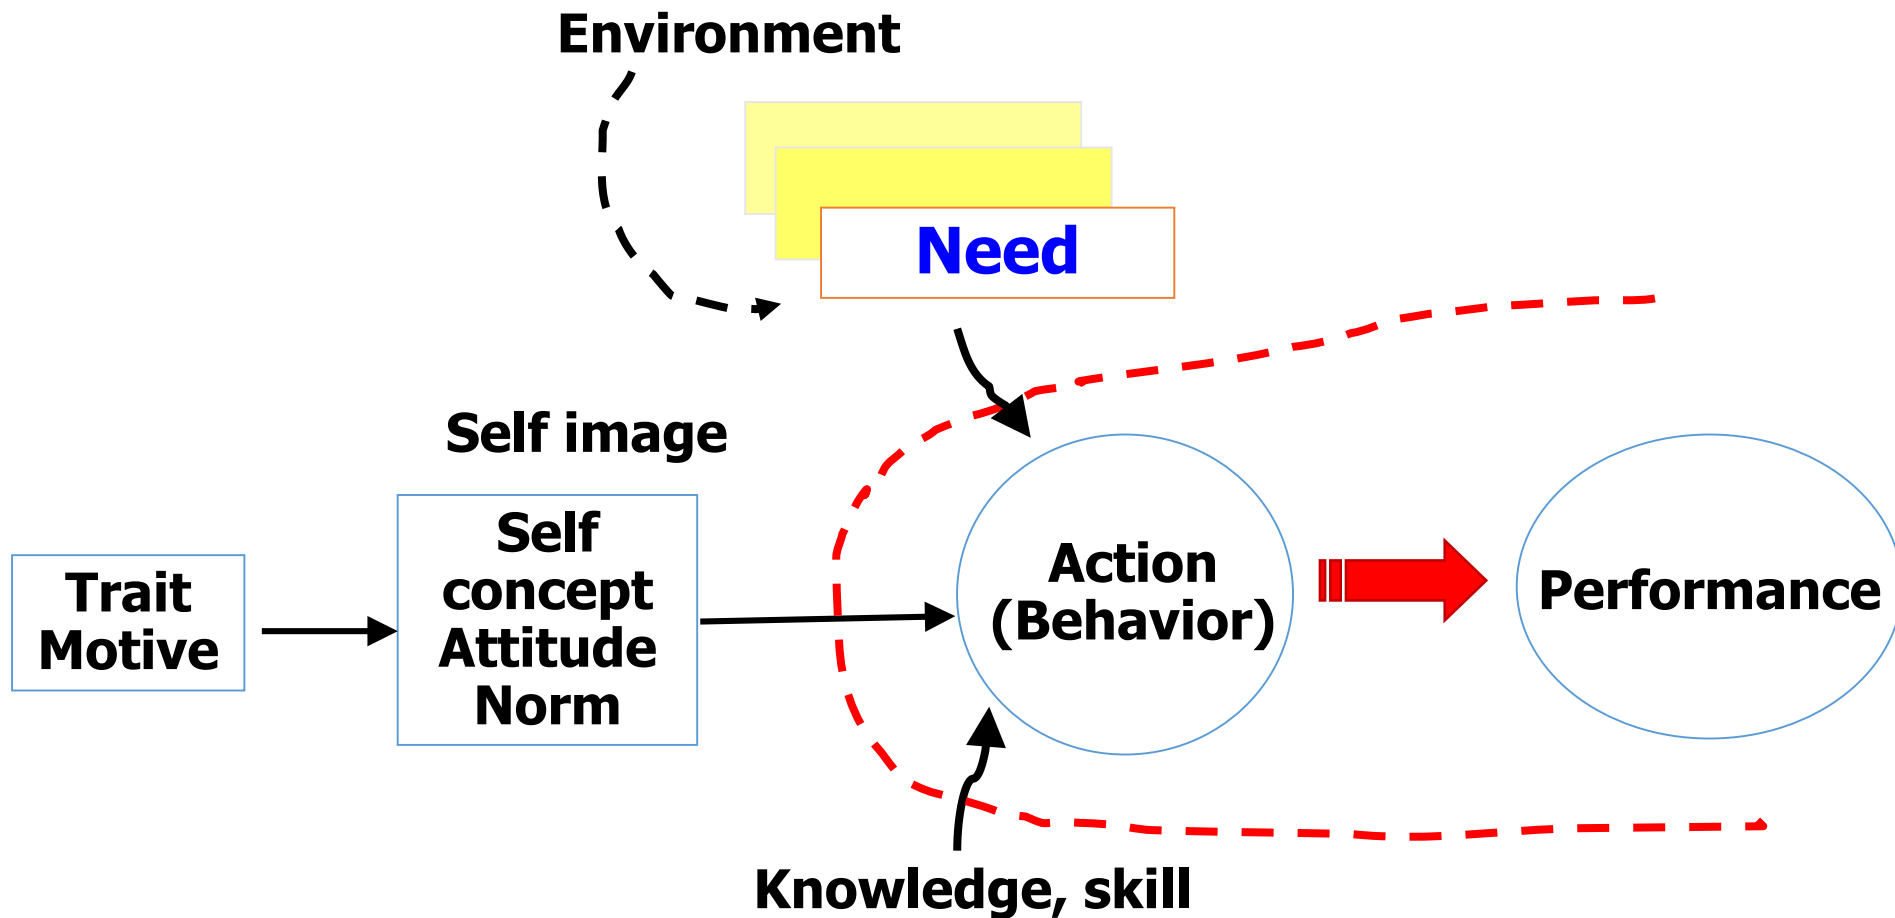 Environment
Need
Self image
Self
concept
Attitude
Norm
Trait
Motive
Action
(Behavior)
Performance
Knowledge, skill